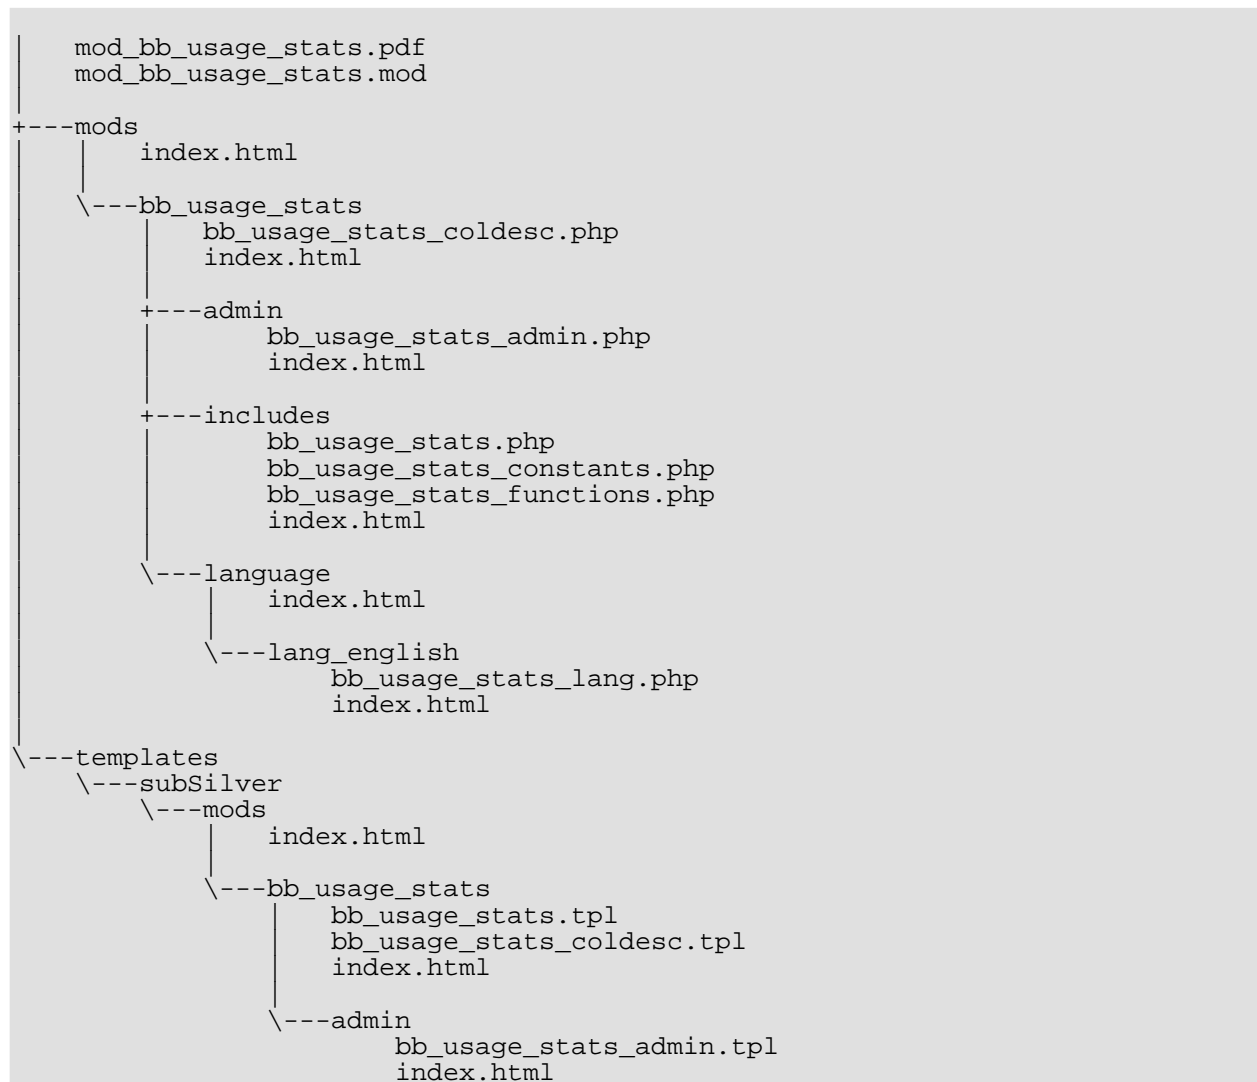 |   mod_bb_usage_stats.pdf
|   mod_bb_usage_stats.mod
|
+---mods
|   |   index.html
|   |
|   \---bb_usage_stats
|       |   bb_usage_stats_coldesc.php
|       |   index.html
|       |
|       +---admin
|       |       bb_usage_stats_admin.php
|       |       index.html
|       |
|       +---includes
|       |       bb_usage_stats.php
|       |       bb_usage_stats_constants.php
|       |       bb_usage_stats_functions.php
|       |       index.html
|       |
|       \---language
|           |   index.html
|           |
|           \---lang_english
|                   bb_usage_stats_lang.php
|                   index.html
|
\---templates
    \---subSilver
        \---mods
            |   index.html
            |
            \---bb_usage_stats
                |   bb_usage_stats.tpl
                |   bb_usage_stats_coldesc.tpl
                |   index.html
                |
                \---admin
                        bb_usage_stats_admin.tpl
                        index.html